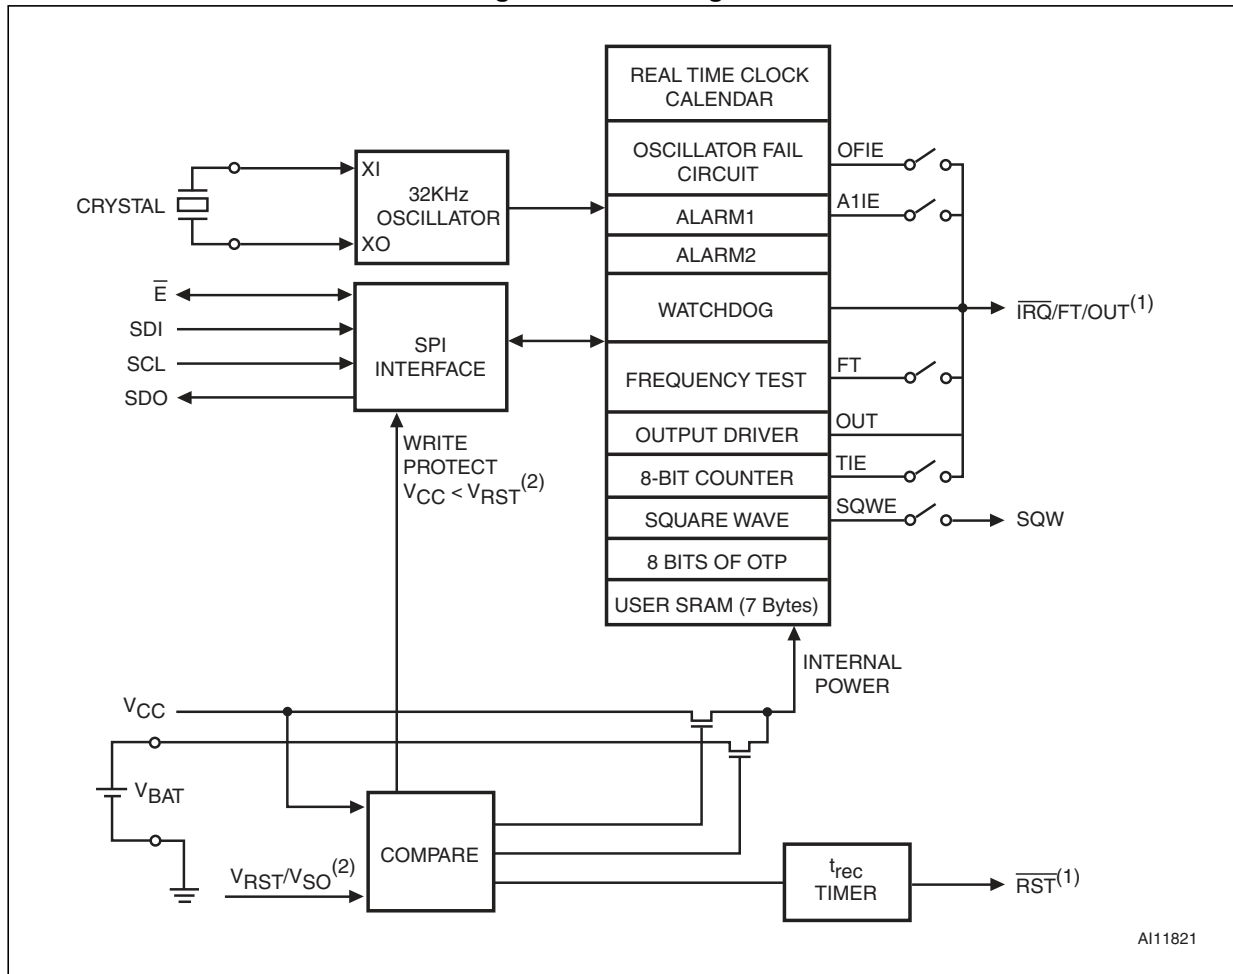 REAL TIME CLOCK
CALENDAR
OSCILLATOR FAIL
CIRCUIT
OFIE
XI
32KHz
OSCILLATOR
CRYSTAL
XO
ALARM1
A1IE
ALARM2
E̅
SDI
SCL
SDO
SPI
INTERFACE
WATCHDOG
I̅R̅Q̅/FT/OUT(1)
FREQUENCY TEST
FT
OUTPUT DRIVER
OUT
WRITE
PROTECT
VCC < VRST(2)
8-BIT COUNTER
TIE
SQUARE WAVE
SQWE
SQW
8 BITS OF OTP
USER SRAM (7 Bytes)
INTERNAL
POWER
VCC
VBAT
COMPARE
VRST/VSO(2)
trec
TIMER
R̅S̅T̅(1)
AI11821